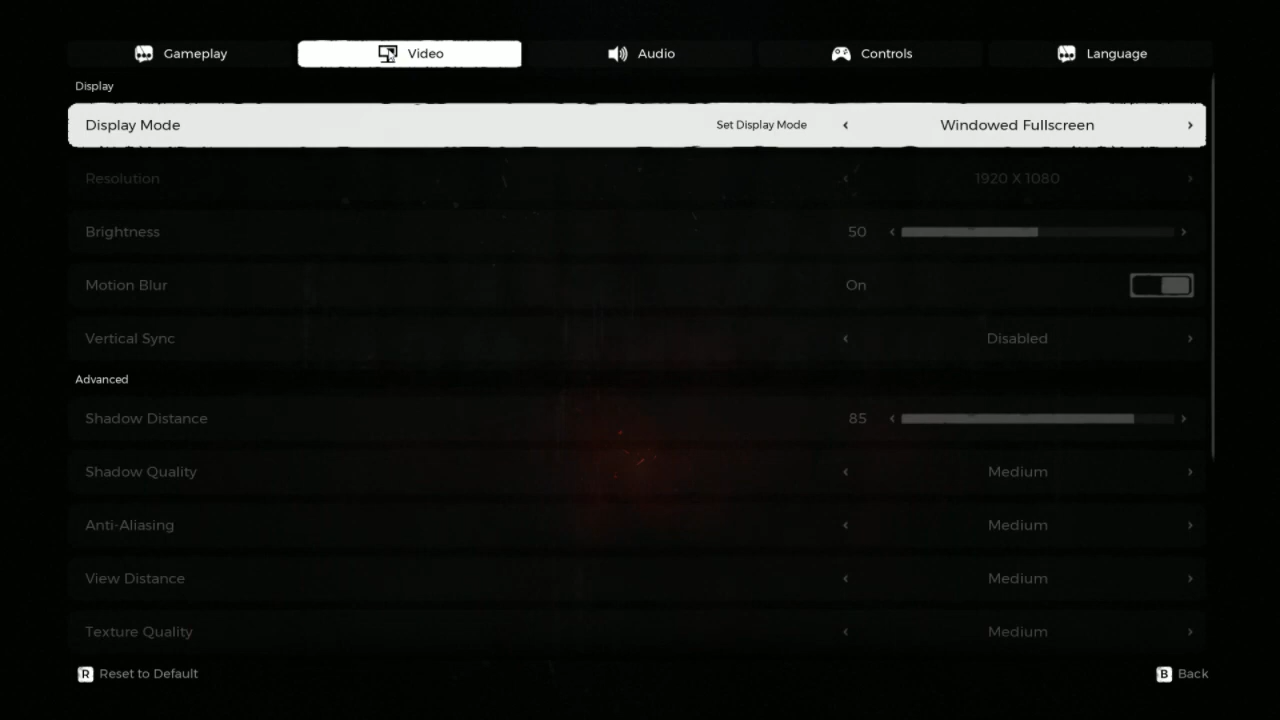 Gameplay Video Audio Controls Language
Display
Display Mode Set Display Mode Windowed Fullscreen
Resolution 1920 X 1080
Brightness 50
Motion Blur On
Vertical Sync Disabled
Advanced
Shadow Distance 85
Shadow Quality Medium
Anti-Aliasing Medium
View Distance Medium
Texture Quality Medium
R Reset to Default B Back